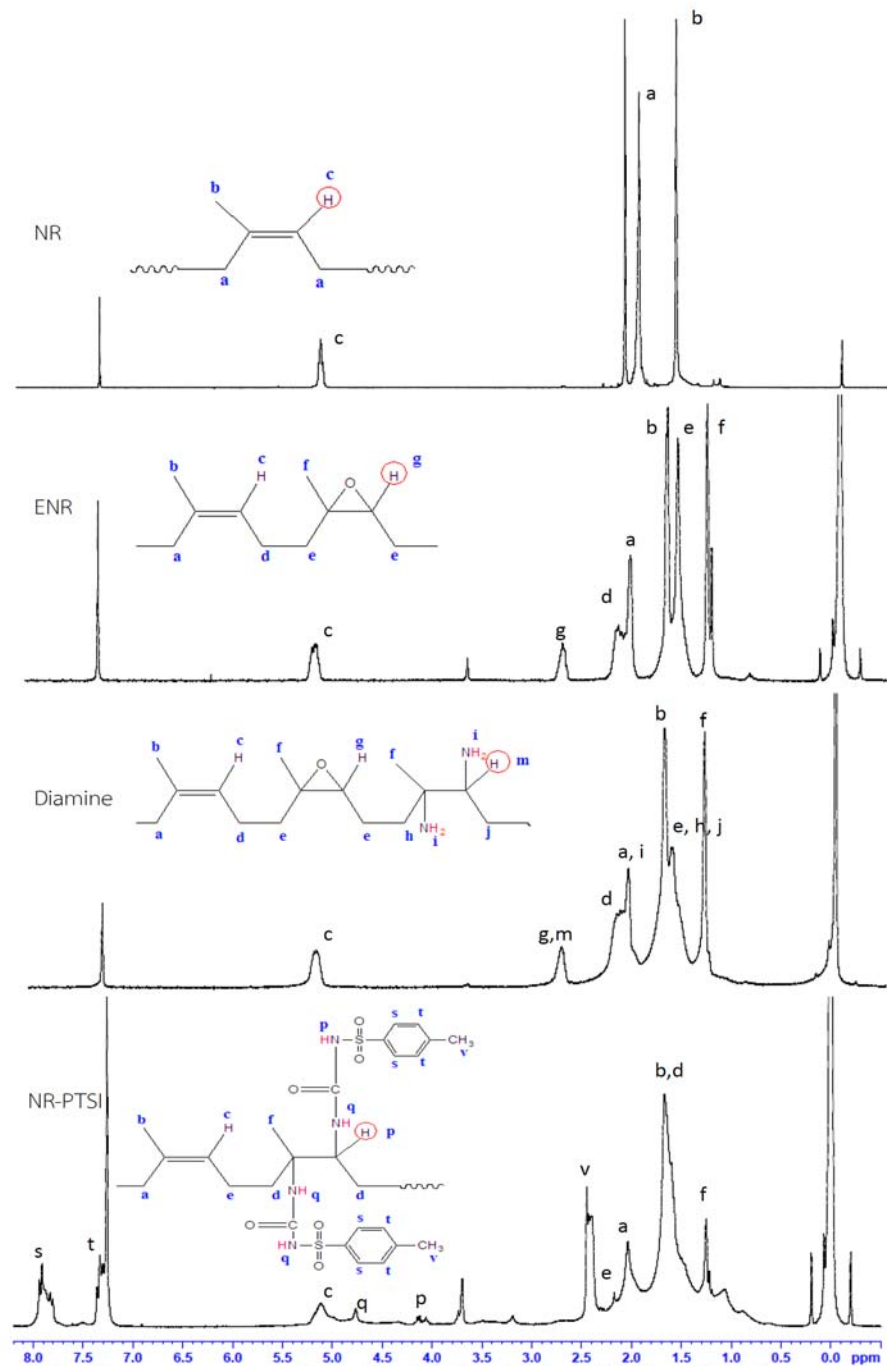 b
a
c
b
H
NR
a
a
c
b
e
f
c
g
b
H
f
O
H
ENR
a
a
d
e
e
d
c
g
b
f
i
c
g
b
H
f
O
H
f
NH2
H
m
Diamine
e, h, j
a, i
a
d
e
e
h
NH2
j
i
d
c
g,m
s
t
p
O
HN
S
CH3
O
v
s
t
NR-PTSI
O
C
b,d
q
c
NH
b
H
f
H
p
v
a
e
d
NH
q
d
f
s
t
a
O
C
O
s
HN
S
CH3
t
q
O
v
e
s
t
c
q
p
8.0 7.5 7.0 6.5 6.0 5.5 5.0 4.5 4.0 3.5 3.0 2.5 2.0 1.5 1.0 0.5 0.0 ppm